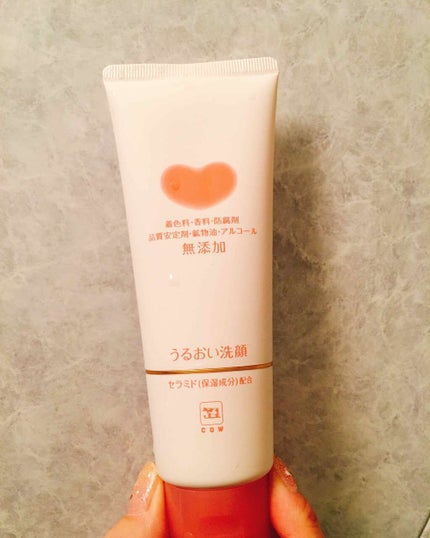 着色料・香料・防腐剤
品質安定剤・鉱物油・アルコール
無添加
うるおい洗顔
セラミド(保湿成分)配合
COW